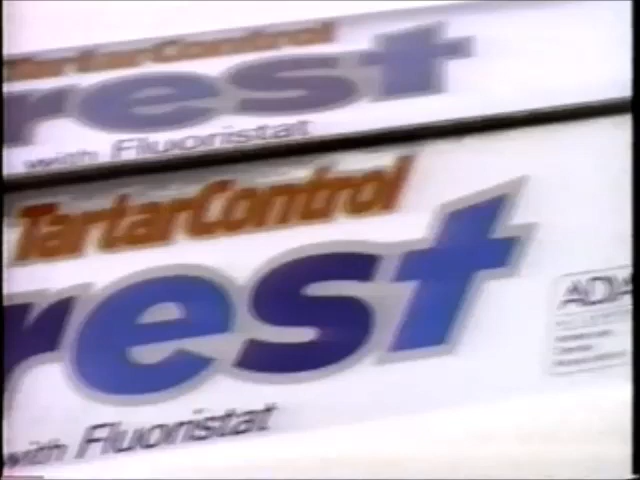 TartarControl
rest
with Fluoristat
TartarControl
rest
ADA
with Fluoristat